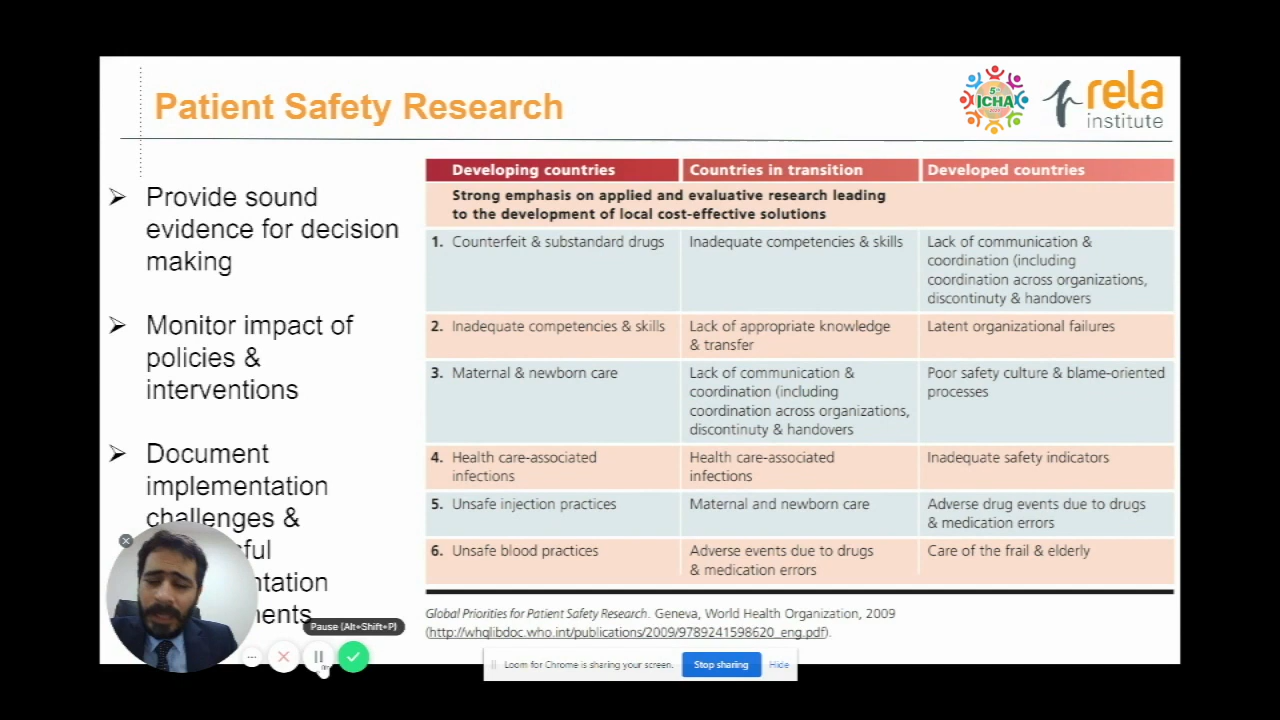 Patient Safety Research
5th
ICHA
rela
institute
Provide sound
evidence for decision
making
Monitor impact of
policies &
interventions
Document
implementation
challenges &
ful
ntation
ents
Developing countries
Countries in transition
Developed countries
Strong emphasis on applied and evaluative research leading
to the development of local cost-effective solutions
1. Counterfeit & substandard drugs
Inadequate competencies & skills
Lack of communication &
coordination (including
coordination across organizations,
discontinuty & handovers
2. Inadequate competencies & skills
Lack of appropriate knowledge
& transfer
Latent organizational failures
3. Maternal & newborn care
Lack of communication &
coordination (including
coordination across organizations,
discontinuty & handovers
Poor safety culture & blame-oriented
processes
4. Health care-associated
infections
Health care-associated
infections
Inadequate safety indicators
5. Unsafe injection practices
Maternal and newborn care
Adverse drug events due to drugs
& medication errors
6. Unsafe blood practices
Adverse events due to drugs
& medication errors
Care of the frail & elderly
Global Priorities for Patient Safety Research. Geneva, World Health Organization, 2009
(http://whqlibdoc.who.int/publications/2009/9789241598620_eng.pdf).
Pause (Alt+Shift+P)
Loom for Chrome is sharing your screen.
Stop sharing
Hide